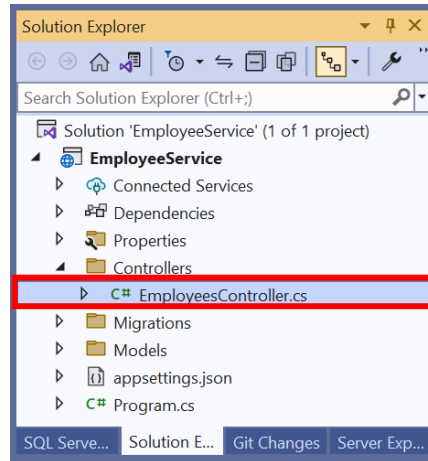 Solution Explorer
Search Solution Explorer (Ctrl+;)
Solution 'EmployeeService' (1 of 1 project)
EmployeeService
Connected Services
Dependencies
Properties
Controllers
C# EmployeesController.cs
Migrations
Models
appsettings.json
C# Program.cs
SQL Serve... Solution E... Git Changes Server Exp...